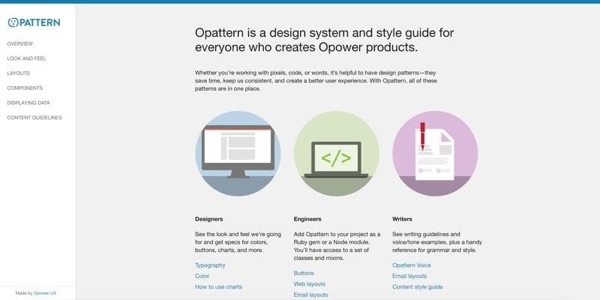 OPATTERN
OVERVIEW
LOOK AND FEEL
LAYOUTS
COMPONENTS
DISPLAYING DATA
CONTENT GUIDELINES
Made by Opower UX
Opattern is a design system and style guide for
everyone who creates Opower products.
Whether you're working with pixels, code, or words, it's helpful to have design patterns—they
save time, keep us consistent, and create a better user experience. With Opattern, all of these
patterns are in one place.
</>
Designers
See the look and feel we're going
for and get specs for colors,
buttons, charts, and more.
Typography
Color
How to use charts
Engineers
Add Opattern to your project as a
Ruby gem or a Node module.
You'll have access to a set of
classes and mixins.
Buttons
Web layouts
Email layouts
Writers
See writing guidelines and
voice/tone examples, plus a handy
reference for grammar and style.
Opattern Voice
Email layouts
Content style guide